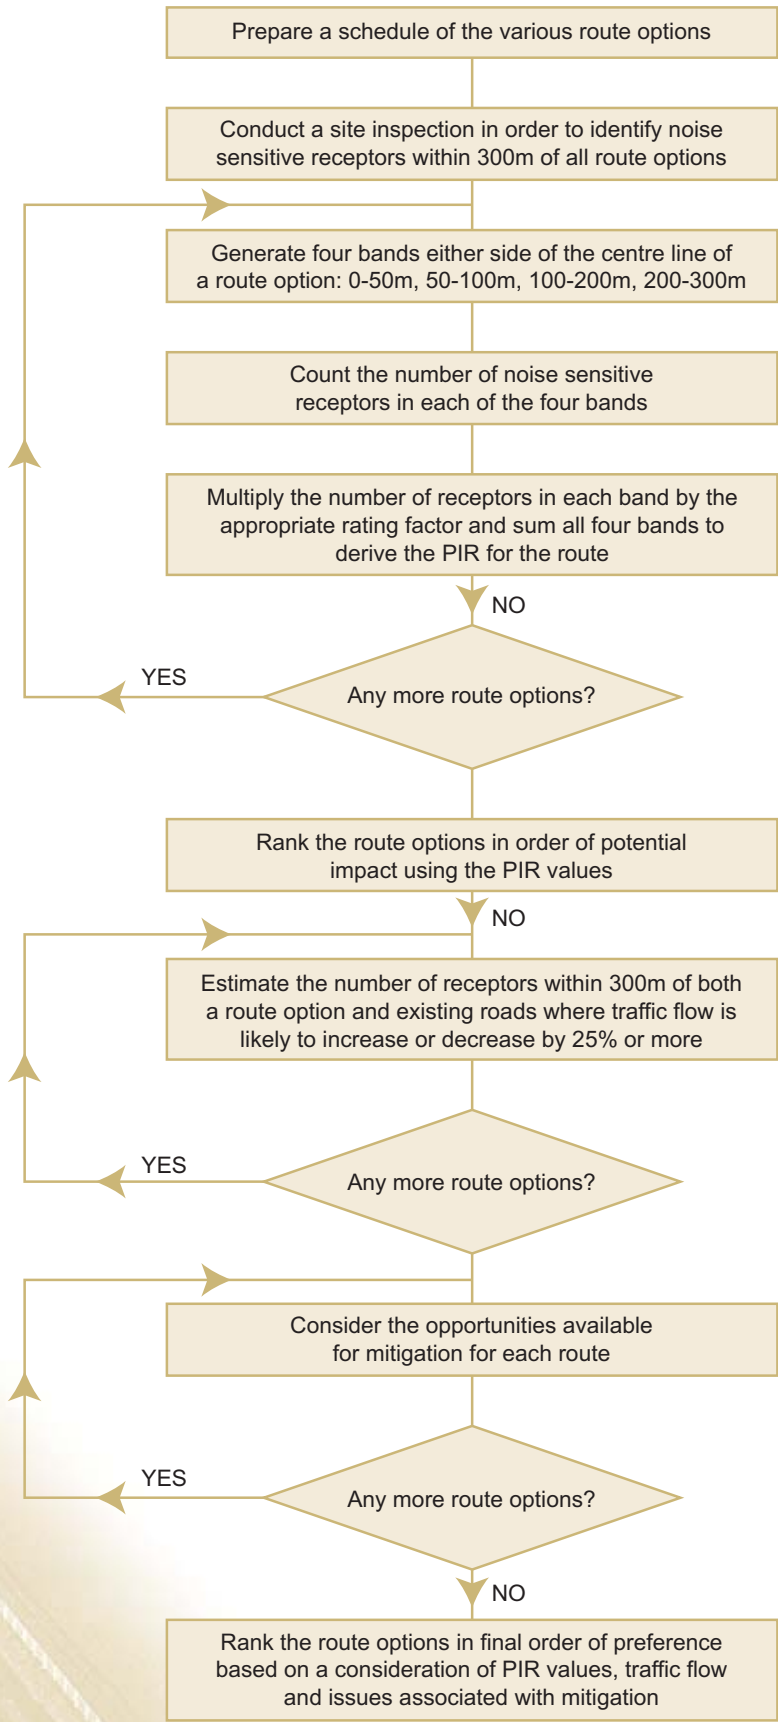 Prepare a schedule of the various route options
Conduct a site inspection in order to identify noise
sensitive receptors within 300m of all route options
Generate four bands either side of the centre line of
a route option: 0-50m, 50-100m, 100-200m, 200-300m
Count the number of noise sensitive
receptors in each of the four bands
Multiply the number of receptors in each band by the
appropriate rating factor and sum all four bands to
derive the PIR for the route
NO
YES
Any more route options?
Rank the route options in order of potential
impact using the PIR values
NO
Estimate the number of receptors within 300m of both
a route option and existing roads where traffic flow is
likely to increase or decrease by 25% or more
YES
Any more route options?
Consider the opportunities available
for mitigation for each route
YES
Any more route options?
NO
Rank the route options in final order of preference
based on a consideration of PIR values, traffic flow
and issues associated with mitigation